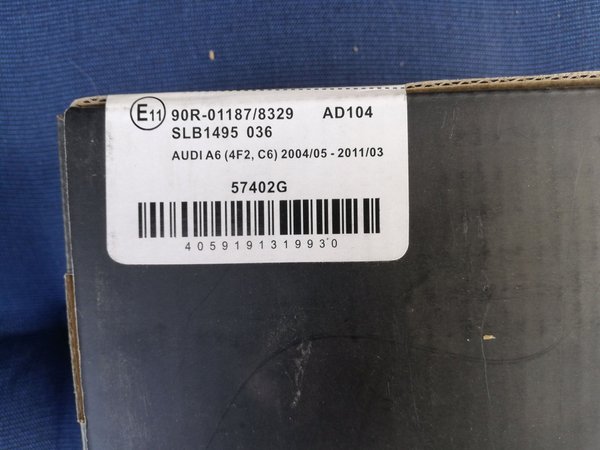 E11 90R-01187/8329 AD104
SLB1495 036
AUDI A6 (4F2, C6) 2004/05 - 2011/03
57402G
4059191319930